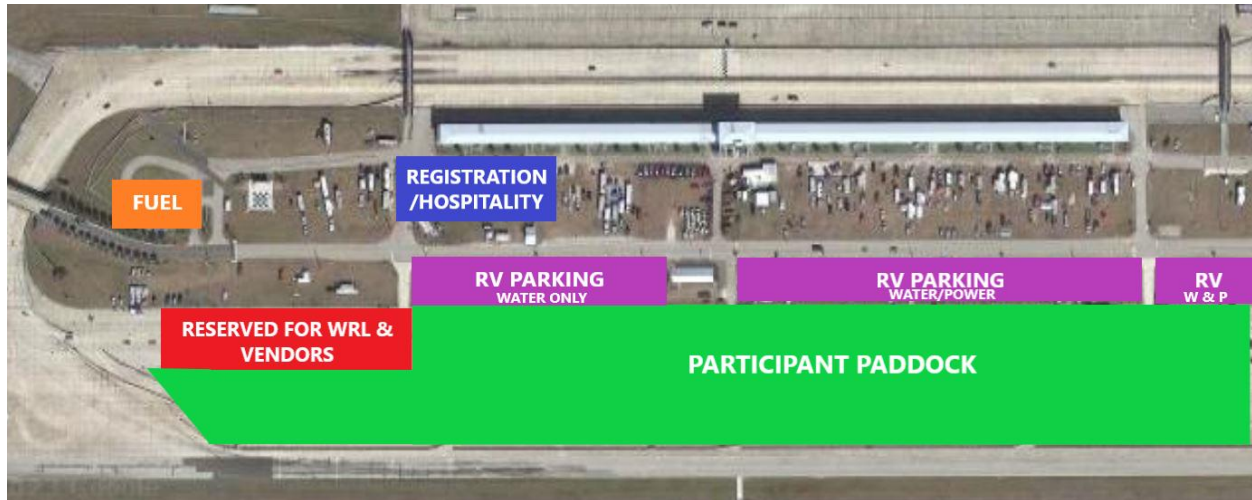 FUEL
REGISTRATION
/HOSPITALITY
RV PARKING
WATER ONLY
RV PARKING
WATER/POWER
RV
W & P
RESERVED FOR WRL &
VENDORS
PARTICIPANT PADDOCK